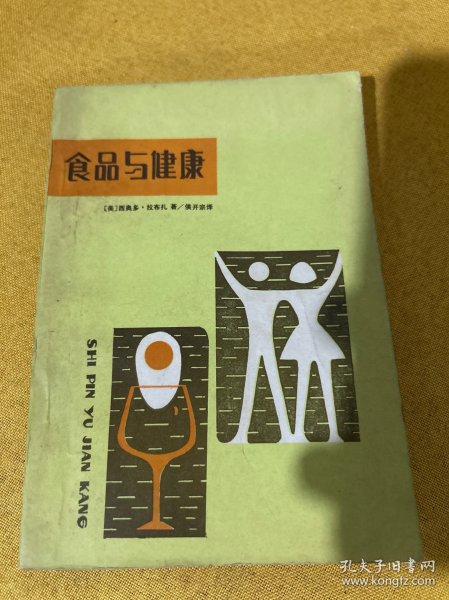 食品与健康
[美]西奥多·拉布扎 著/侯开宗译
SHI PIN YU JIAN KANG
孔夫子旧书网
www.kongfz.com